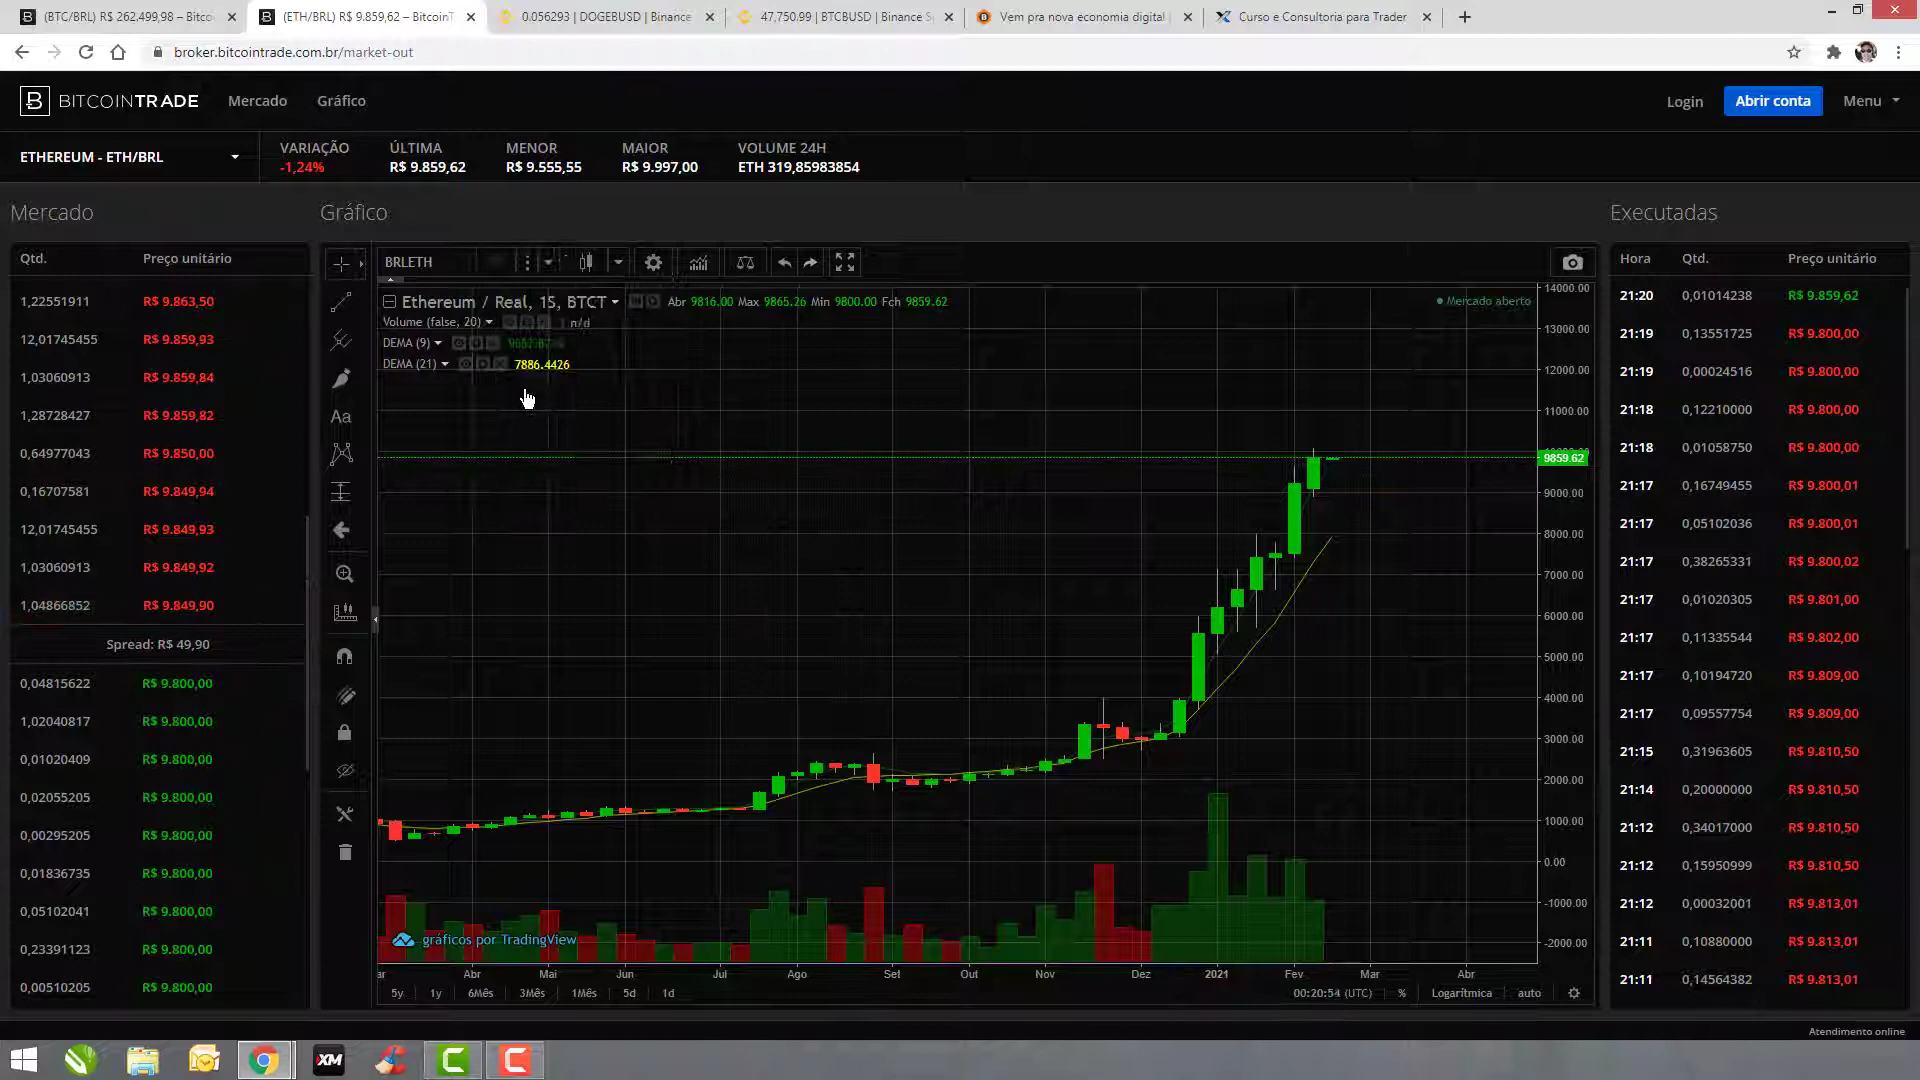 (BTC/BRL) R$ 262.499,98 – Bitco
(ETH/BRL) R$ 9.859,62 – BitcoinT
0.056293 | DOGEBUSD | Binance
47,750.99 | BTCBUSD | Binance S
Vem pra nova economia digital
Curso e Consultoria para Trader
broker.bitcointrade.com.br/market-out
BITCOINTRADE
Mercado
Gráfico
Login
Abrir conta
Menu
ETHEREUM - ETH/BRL
VARIAÇÃO
-1,24%
ÚLTIMA
R$ 9.859,62
MENOR
R$ 9.555,55
MAIOR
R$ 9.997,00
VOLUME 24H
ETH 319,85983854
Mercado
Qtd. Preço unitário
1,22551911 R$ 9.863,50
12,01745455 R$ 9.859,93
1,03060913 R$ 9.859,84
1,28728427 R$ 9.859,82
0,64977043 R$ 9.850,00
0,16707581 R$ 9.849,94
12,01745455 R$ 9.849,93
1,03060913 R$ 9.849,92
1,04866852 R$ 9.849,90
Spread: R$ 49,90
0,04815622 R$ 9.800,00
1,02040817 R$ 9.800,00
0,01020409 R$ 9.800,00
0,02055205 R$ 9.800,00
0,00295205 R$ 9.800,00
0,01836735 R$ 9.800,00
0,05102041 R$ 9.800,00
0,23391123 R$ 9.800,00
0,00510205 R$ 9.800,00
Gráfico
BRLETH
Ethereum / Real, 15, BTCT
Abr 9816.00 Max 9865.26 Min 9800.00 Fch 9859.62
Mercado aberto
Volume (false, 20) n/d
DEMA (9)
DEMA (21) 7886.4426
Aa
14000.00
13000.00
12000.00
11000.00
9859.62
9000.00
8000.00
7000.00
6000.00
5000.00
4000.00
3000.00
2000.00
1000.00
0.00
-1000.00
-2000.00
gráficos por TradingView
ar Abr Mai Jun Jul Ago Set Out Nov Dez 2021 Fev Mar Abr
5y 1y 6Mês 3Mês 1Mês 5d 1d
00:20:54 (UTC) % Logarítmica auto
Executadas
Hora Qtd. Preço unitário
21:20 0,01014238 R$ 9.859,62
21:19 0,13551725 R$ 9.800,00
21:19 0,00024516 R$ 9.800,00
21:18 0,12210000 R$ 9.800,00
21:18 0,01058750 R$ 9.800,00
21:17 0,16749455 R$ 9.800,01
21:17 0,05102036 R$ 9.800,01
21:17 0,38265331 R$ 9.800,02
21:17 0,01020305 R$ 9.801,00
21:17 0,11335544 R$ 9.802,00
21:17 0,10194720 R$ 9.809,00
21:17 0,09557754 R$ 9.809,00
21:15 0,31963605 R$ 9.810,50
21:14 0,20000000 R$ 9.810,50
21:12 0,34017000 R$ 9.810,50
21:12 0,15950999 R$ 9.810,50
21:12 0,00032001 R$ 9.813,01
21:11 0,10880000 R$ 9.813,01
21:11 0,14564382 R$ 9.813,01
Atendimento online
XM